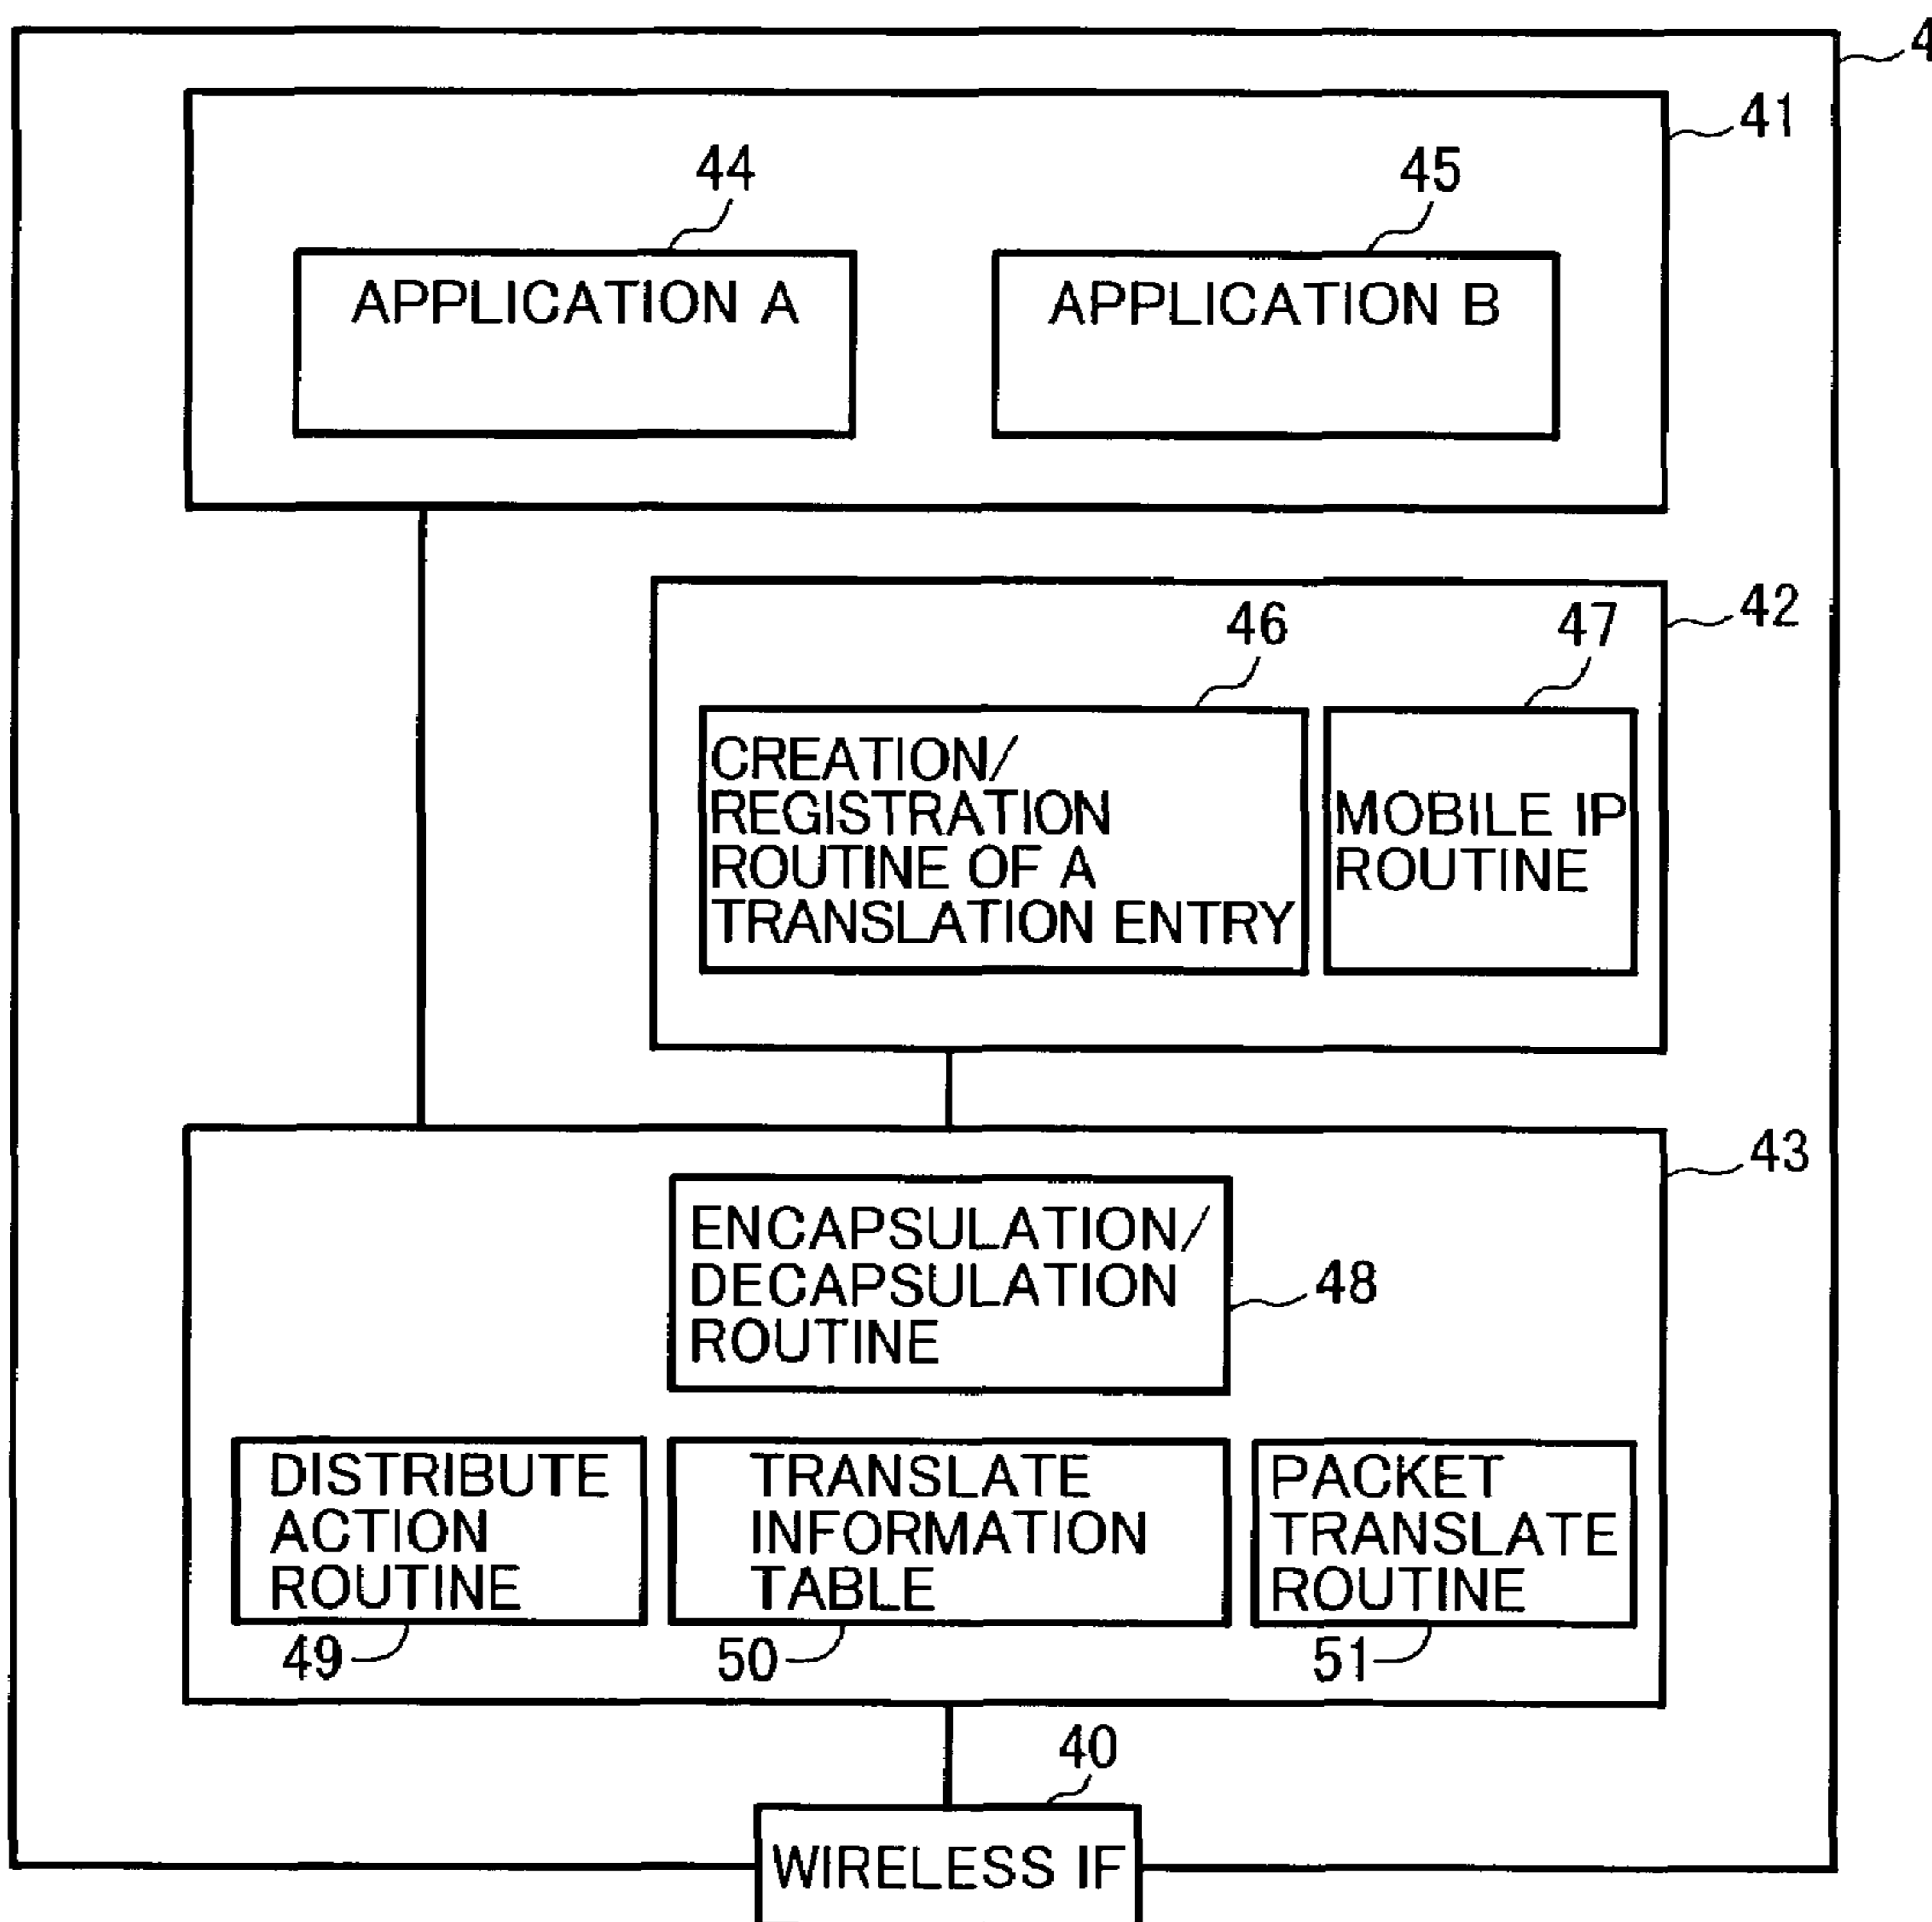 4
41
44
45
APPLICATION A
APPLICATION B
42
46
47
CREATION/
REGISTRATION
ROUTINE OF A
TRANSLATION ENTRY
MOBILE IP
ROUTINE
43
ENCAPSULATION/
DECAPSULATION
ROUTINE
48
DISTRIBUTE
ACTION
ROUTINE
TRANSLATE
INFORMATION
TABLE
PACKET
TRANSLATE
ROUTINE
49
50
51
40
WIRELESS IF